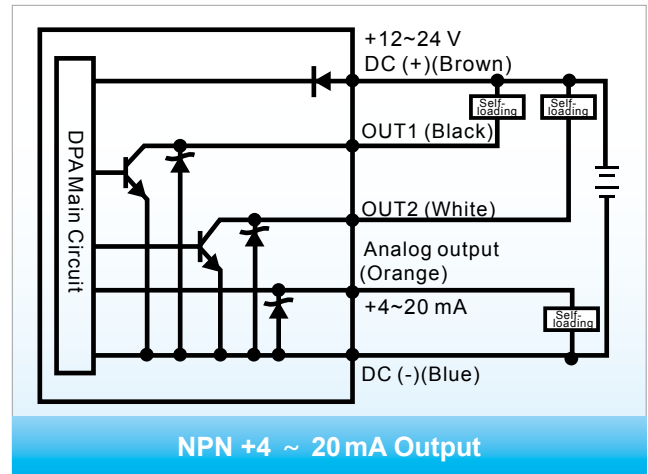 +12~24 V
DC (+)(Brown)
Self-
loading
Self-
loading
OUT1 (Black)
DPA Main Circuit
OUT2 (White)
Analog output
(Orange)
+4~20 mA
Self-
loading
DC (-)(Blue)
NPN +4 ~ 20 mA Output